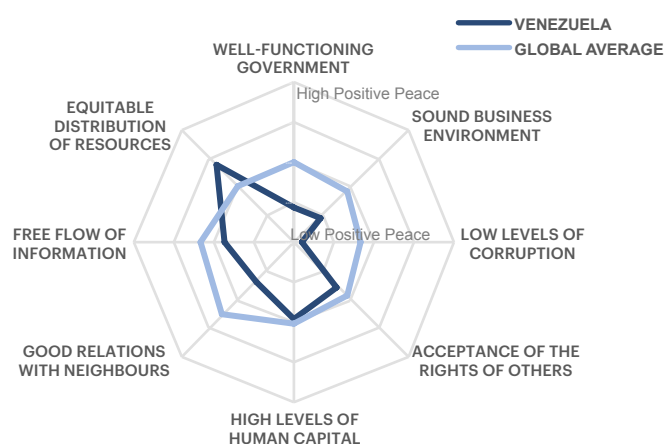 VENEZUELA
GLOBAL AVERAGE
WELL-FUNCTIONING
GOVERNMENT
High Positive Peace
EQUITABLE
DISTRIBUTION
OF RESOURCES
SOUND BUSINESS
ENVIRONMENT
FREE FLOW OF
INFORMATION
Low Positive Peace
LOW LEVELS OF
CORRUPTION
GOOD RELATIONS
WITH NEIGHBOURS
ACCEPTANCE OF THE
RIGHTS OF OTHERS
HIGH LEVELS OF
HUMAN CAPITAL